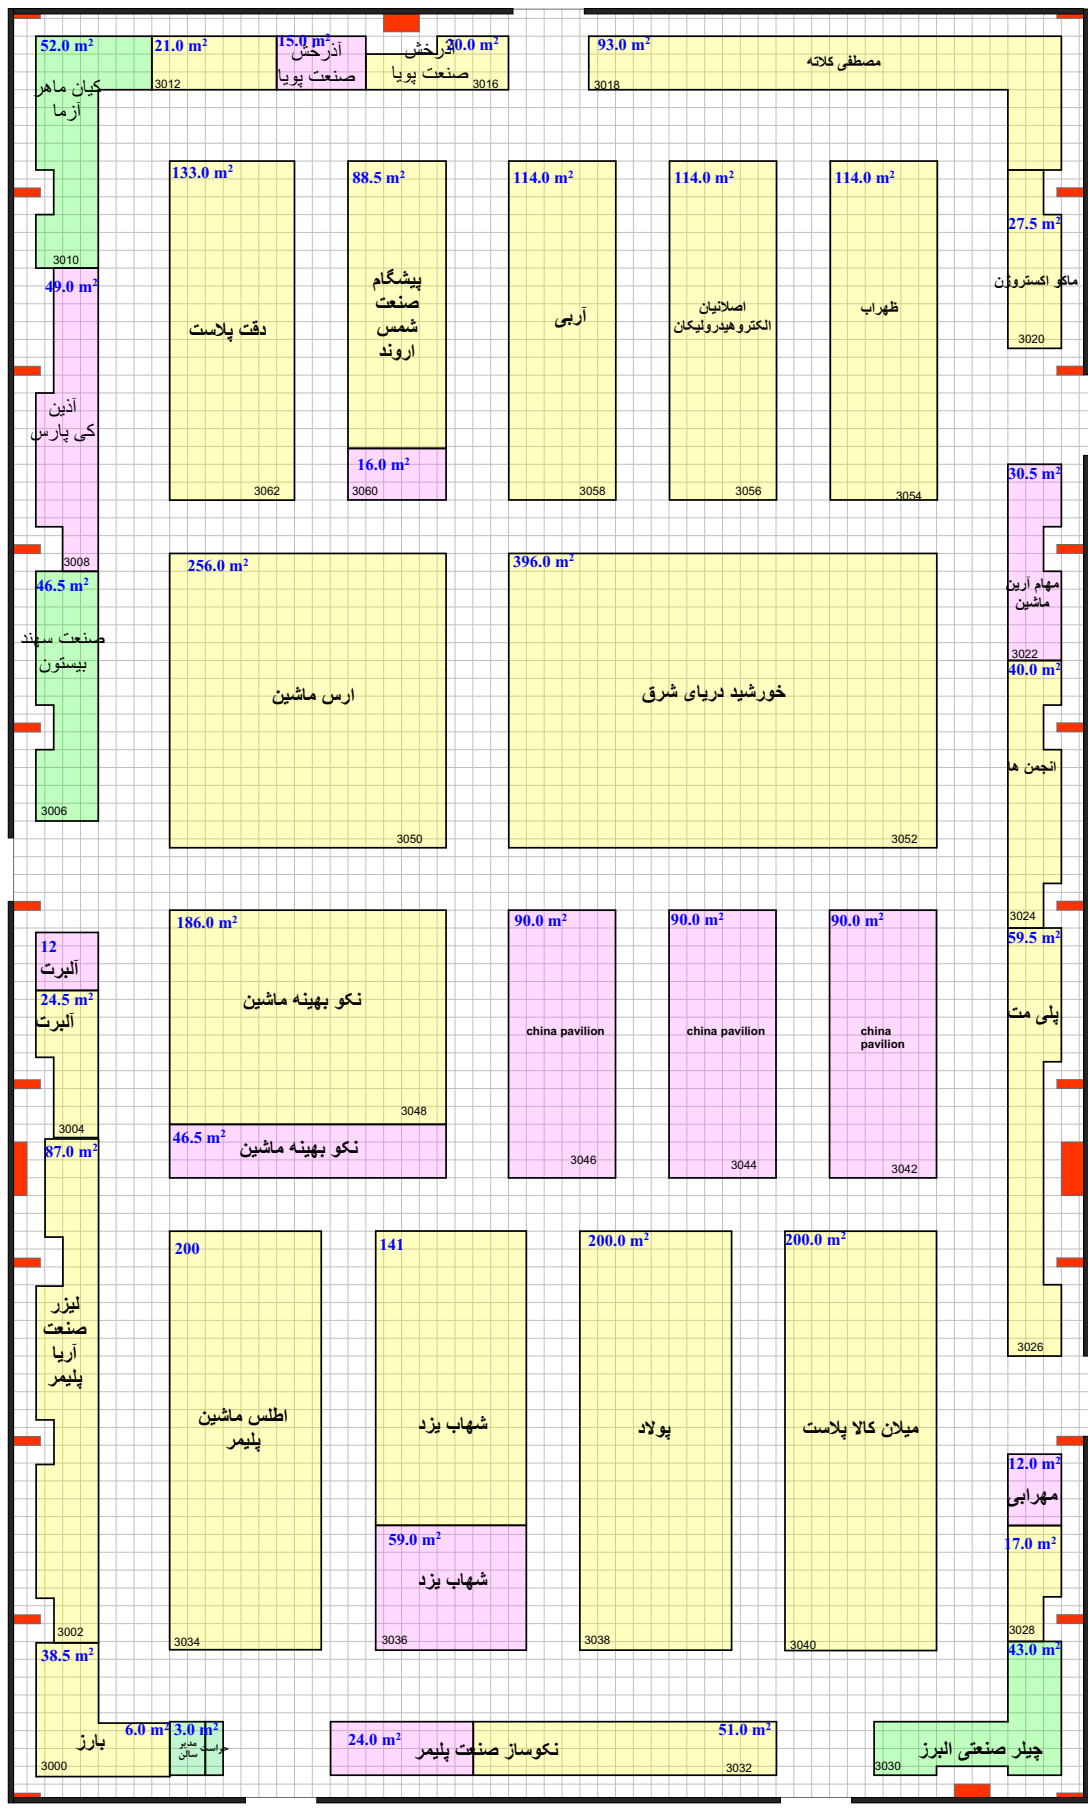 52.0 m²
21.0 m²
15.0 m²
20.0 m²
93.0 m²
کیان ماهر
آزما
3012
آذرخش
صنعت پویا
آذرخش
صنعت پویا
3016
مصطفی کلاته
3018
133.0 m²
88.5 m²
114.0 m²
114.0 m²
114.0 m²
27.5 m²
3010
49.0 m²
دقت پلاست
پیشگام
صنعت
شمس
اروند
آربی
اصلانیان
الکتروهیدرولیکان
ظهراب
ماکو اکستروژن
3020
آذین
کی پارس
16.0 m²
3062
3060
3058
3056
3054
30.5 m²
3008
46.5 m²
256.0 m²
396.0 m²
مهام آرین
ماشین
3022
40.0 m²
صنعت سهند
بیستون
ارس ماشین
خورشید دریای شرق
انجمن ها
3006
3050
3052
186.0 m²
90.0 m²
90.0 m²
90.0 m²
3024
59.5 m²
12
آلبرت
24.5 m²
آلبرت
نکو بهینه ماشین
china pavilion
china pavilion
china
pavilion
پلی مت
3004
3048
87.0 m²
46.5 m²
نکو بهینه ماشین
3046
3044
3042
200
141
200.0 m²
200.0 m²
لیزر
صنعت
آریا
پلیمر
3026
اطلس ماشین
پلیمر
شهاب یزد
پولاد
میلان کالا پلاست
12.0 m²
مهرابی
59.0 m²
شهاب یزد
17.0 m²
3002
3034
3036
3038
3040
3028
38.5 m²
43.0 m²
بارز
3000
6.0 m²
3.0 m²
مدیر
سالن
حراست
24.0 m²
نکوساز صنعت پلیمر
51.0 m²
3032
چیلر صنعتی البرز
3030